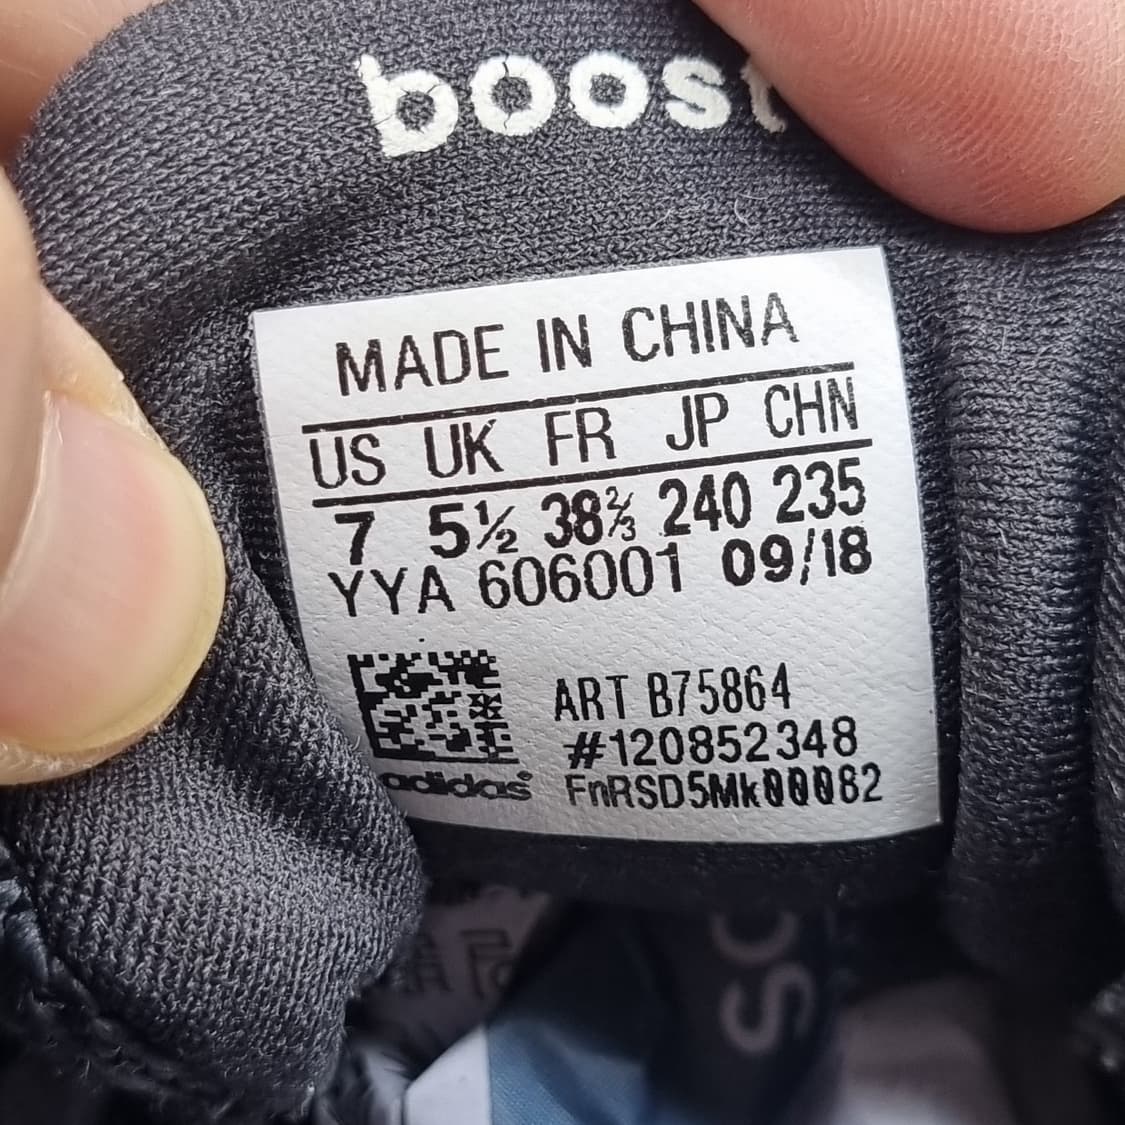 boost
MADE IN CHINA
US UK FR JP CHN
7 5½ 38⅔ 240 235
YYA 606001 09/18
ART B75864
#120852348
adidas FnRSD5Mk00082
SC